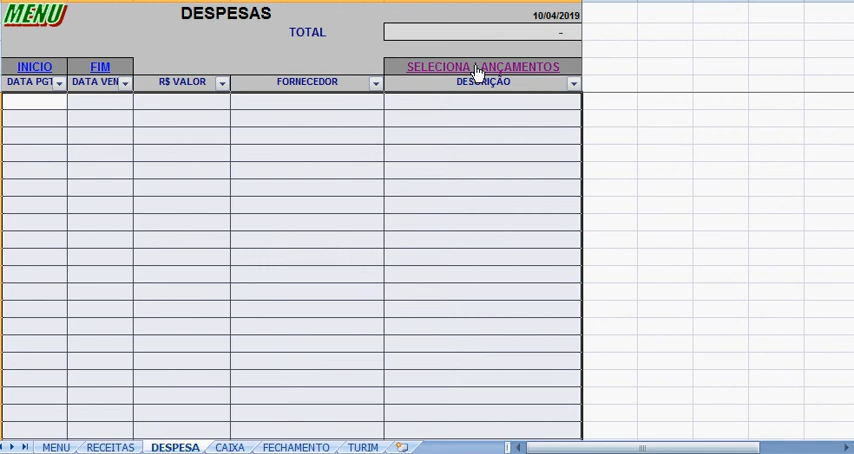 MENU
DESPESAS
10/04/2019
TOTAL
-
INICIO
FIM
SELECIONA LANÇAMENTOS
DATA PGT
DATA VEN
R$ VALOR
FORNECEDOR
DESCRIÇÃO
MENU
RECEITAS
DESPESA
CAIXA
FECHAMENTO
TURIM